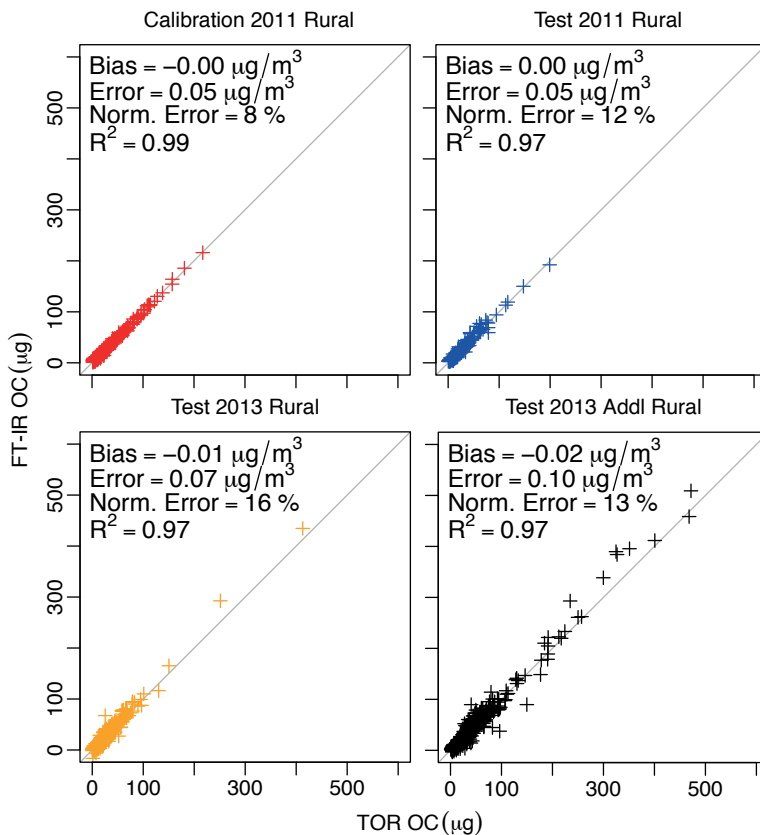 Calibration 2011 Rural
Bias = −0.00 μg/m³
Error = 0.05 μg/m³
Norm. Error = 8 %
R² = 0.99
Test 2011 Rural
Bias = 0.00 μg/m³
Error = 0.05 μg/m³
Norm. Error = 12 %
R² = 0.97
500
300
100
0
Test 2013 Rural
Bias = −0.01 μg/m³
Error = 0.07 μg/m³
Norm. Error = 16 %
R² = 0.97
Test 2013 Addl Rural
Bias = −0.02 μg/m³
Error = 0.10 μg/m³
Norm. Error = 13 %
R² = 0.97
500
300
100
0
0 100 300 500
0 100 300 500
FT-IR OC (μg)
TOR OC (μg)